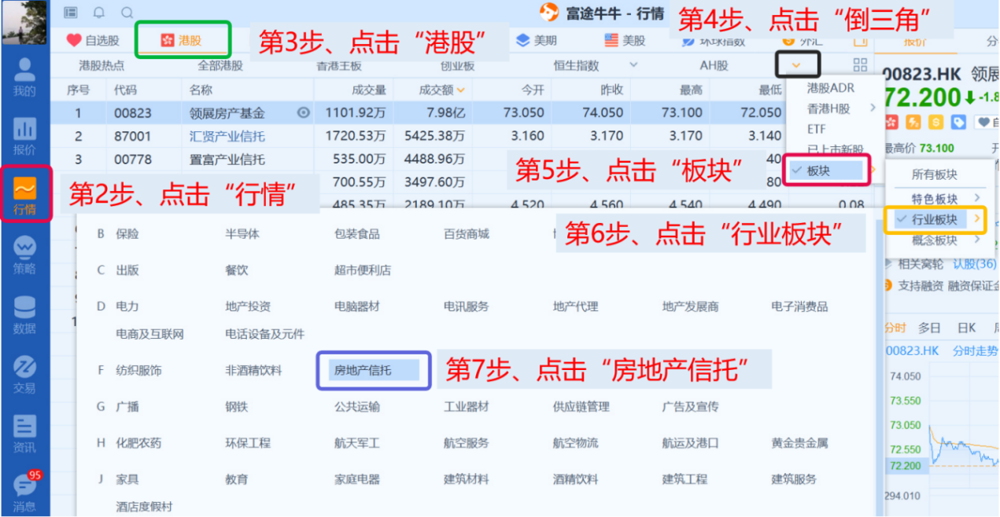 富途牛牛 - 行情
第4步、点击“倒三角”
自选股 港股 第3步、点击“港股” 美期 美股 环球指数 外汇 报价
港股热点 全部港股 香港主板 创业板 恒生指数 AH股
序号 代码 名称 成交量 成交额 今开 昨收 最高 最低
1 00823 领展房产基金 1101.92万 7.98亿 73.050 74.050 73.100 72.050
2 87001 汇贤产业信托 1720.53万 5425.38万 3.160 3.170 3.170 3.140
3 00778 置富产业信托 535.00万 4488.96万
700.55万 3497.60万
485.35万 2189.10万 4.520 4.560 4.540 4.490 0.08
第5步、点击“板块”
第2步、点击“行情”
第6步、点击“行业板块”
港股ADR
香港H股
ETF
已上市新股
板块
所有板块
特色板块
行业板块
概念板块
我的
报价
行情
策略
数据
交易
资讯
95
消息
B 保险 半导体 包装食品 百货商城
C 出版 餐饮 超市便利店
D 电力 地产投资 电脑器材 电讯服务 地产代理 地产发展商 电子消费品
电商及互联网 电话设备及元件
F 纺织服饰 非酒精饮料 房地产信托 第7步、点击“房地产信托”
G 广播 钢铁 公共运输 工业器材 供应链管理 广告及宣传
H 化肥农药 环保工程 航天军工 航空服务 航空物流 航运及港口 黄金贵金属
J 家具 教育 家庭电器 建筑材料 酒精饮料 建筑工程 建筑服务
酒店度假村
00823.HK 领展
72.200 -1.8
最高价 73.100
相关窝轮 认股(36)
支持融资 融资保证金
分时 多日 日K
00823.HK 分时走势
74.050
73.550
73.050
72.550
72.200
294.010